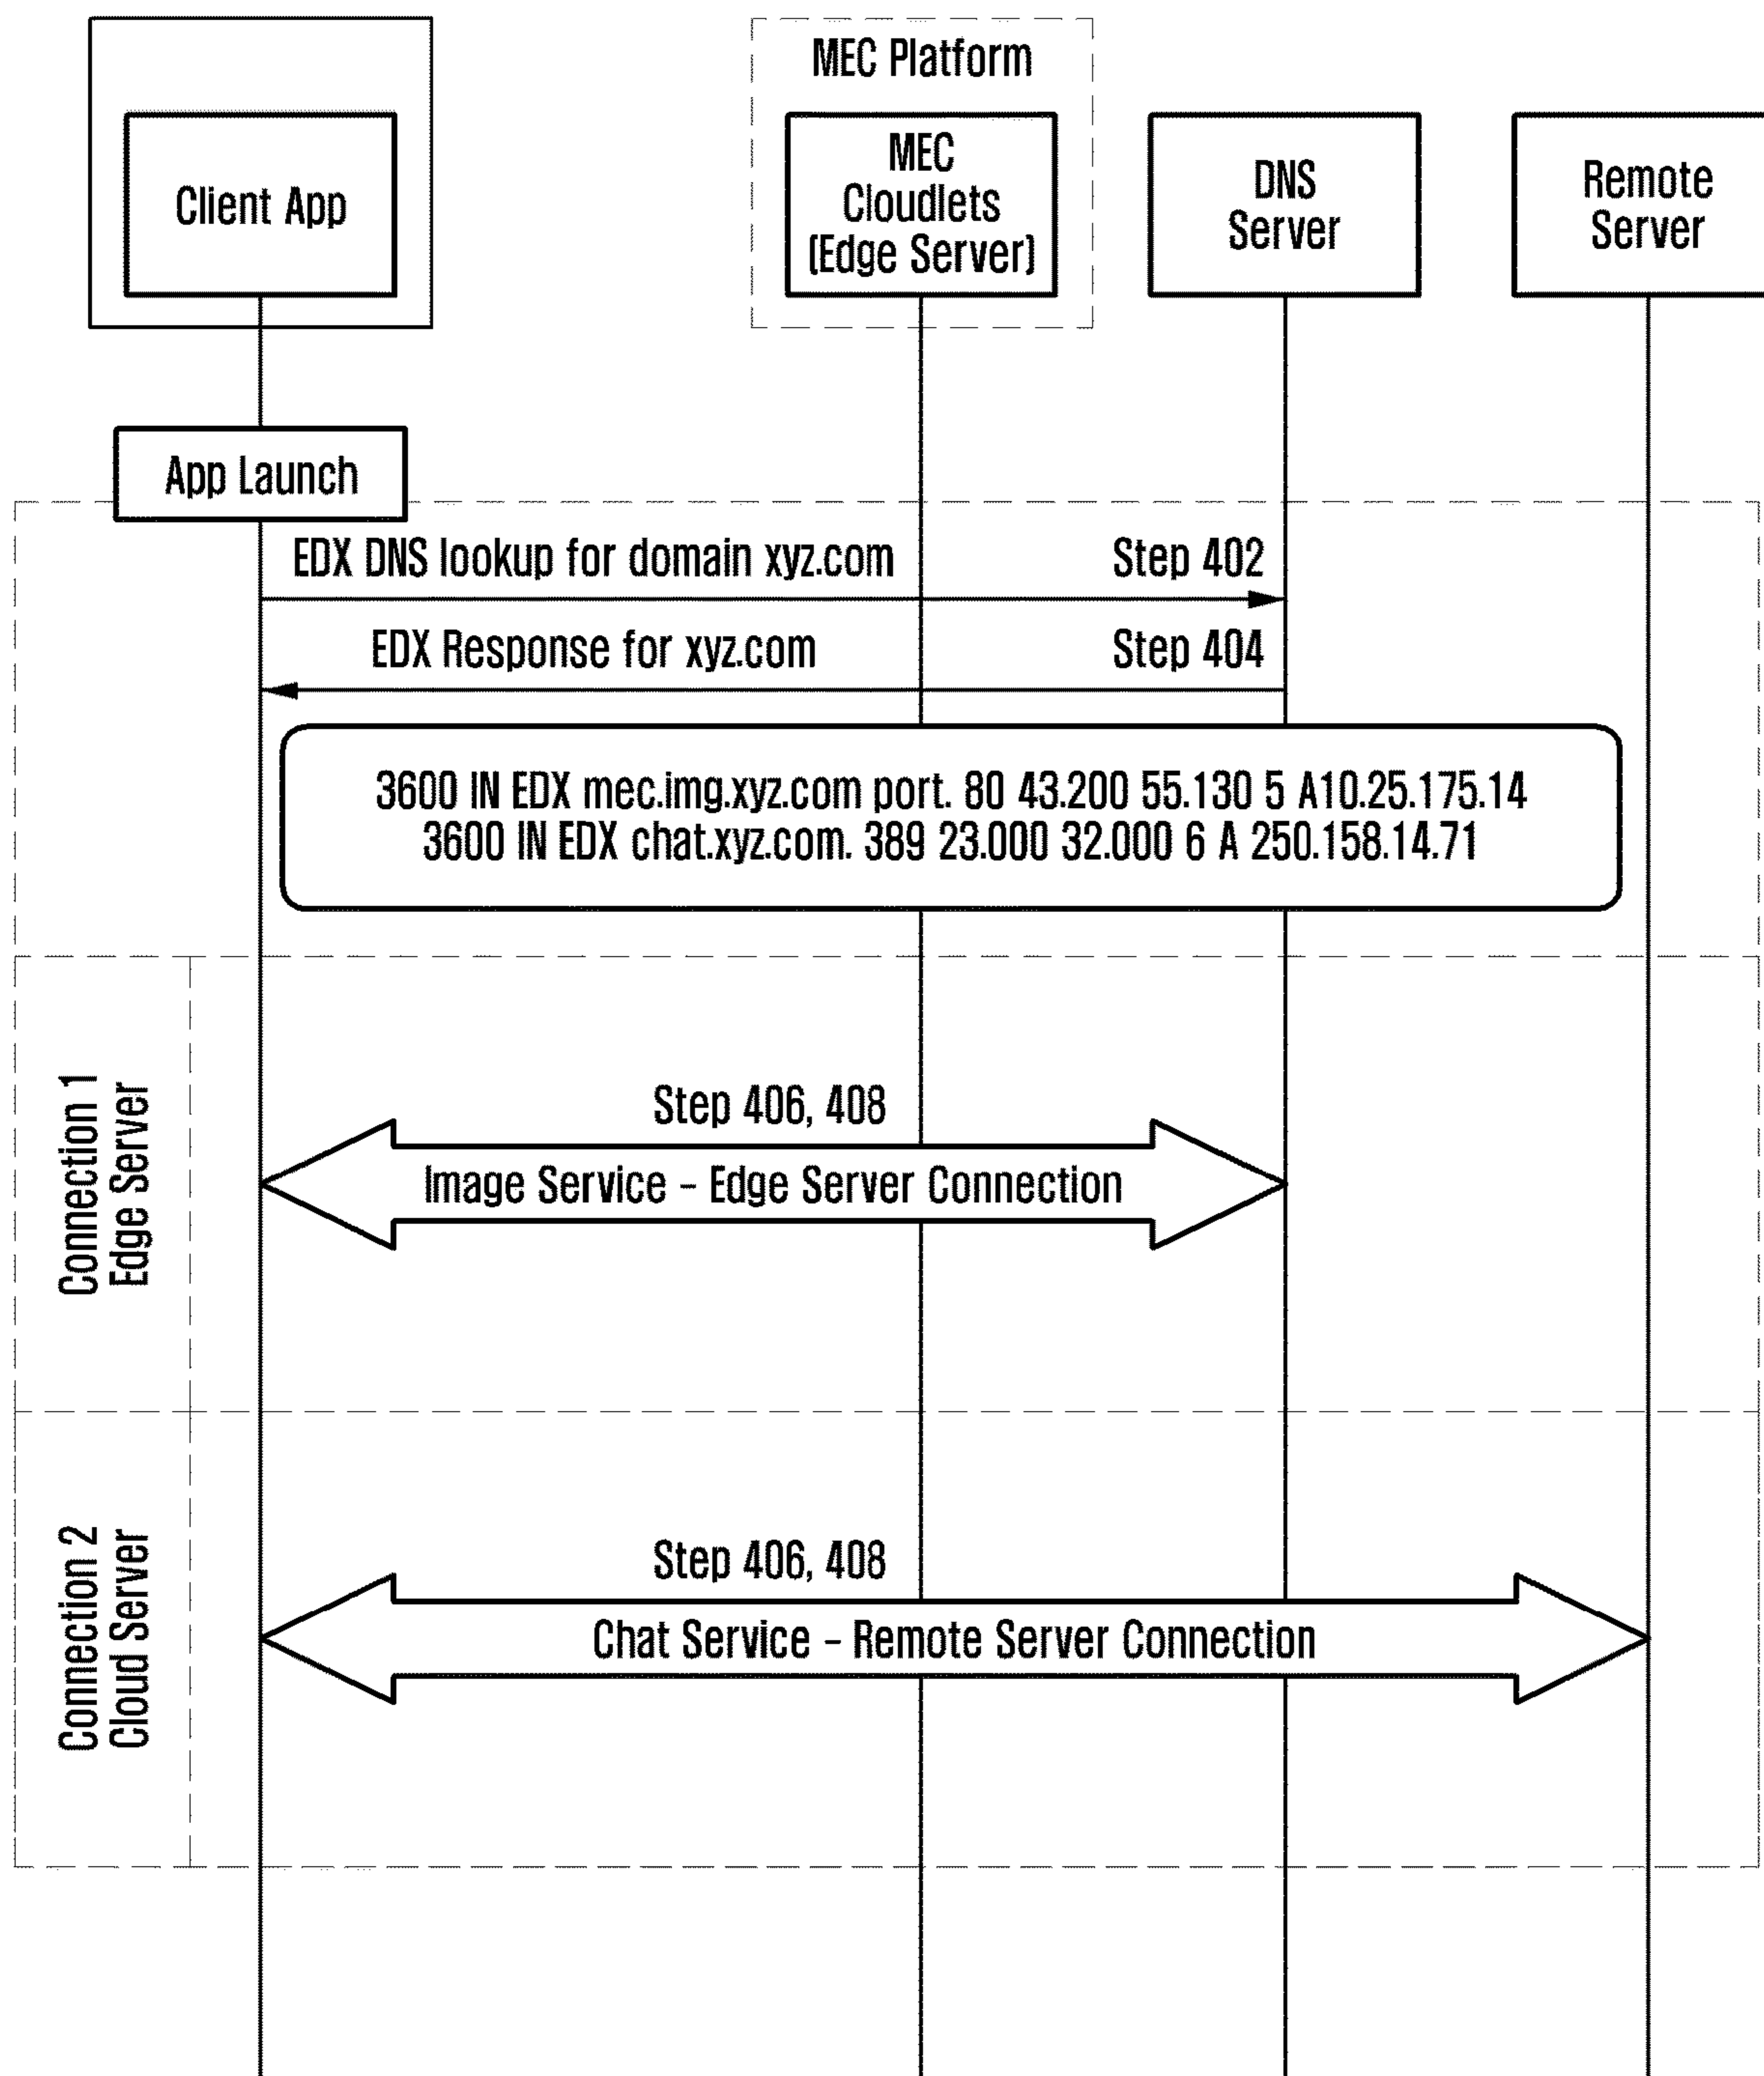 MEC Platform
Client App
MEC
Cloudlets
(Edge Server)
DNS
Server
Remote
Server
App Launch
EDX DNS lookup for domain xyz.com
Step 402
EDX Response for xyz.com
Step 404
3600 IN EDX mec.img.xyz.com port. 80 43.200 55.130 5 A10.25.175.14
3600 IN EDX chat.xyz.com. 389 23.000 32.000 6 A 250.158.14.71
Connection 1
Edge Server
Step 406, 408
Image Service – Edge Server Connection
Connection 2
Cloud Server
Step 406, 408
Chat Service – Remote Server Connection